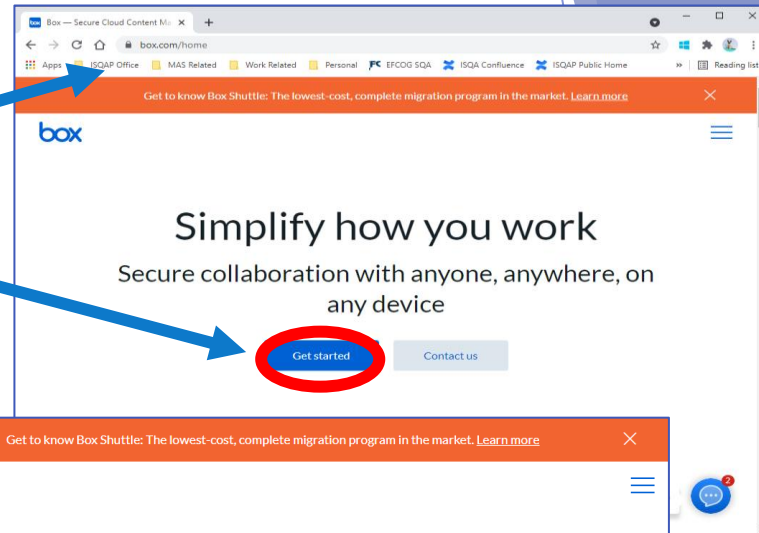 box Box — Secure Cloud Content Ma
box.com/home
Apps ISQAP Office MAS Related Work Related Personal EFCOG SQA ISQA Confluence ISQAP Public Home » Reading list
Get to know Box Shuttle: The lowest-cost, complete migration program in the market. Learn more
box
Simplify how you work
Secure collaboration with anyone, anywhere, on
any device
Get started Contact us
Get to know Box Shuttle: The lowest-cost, complete migration program in the market. Learn more
2